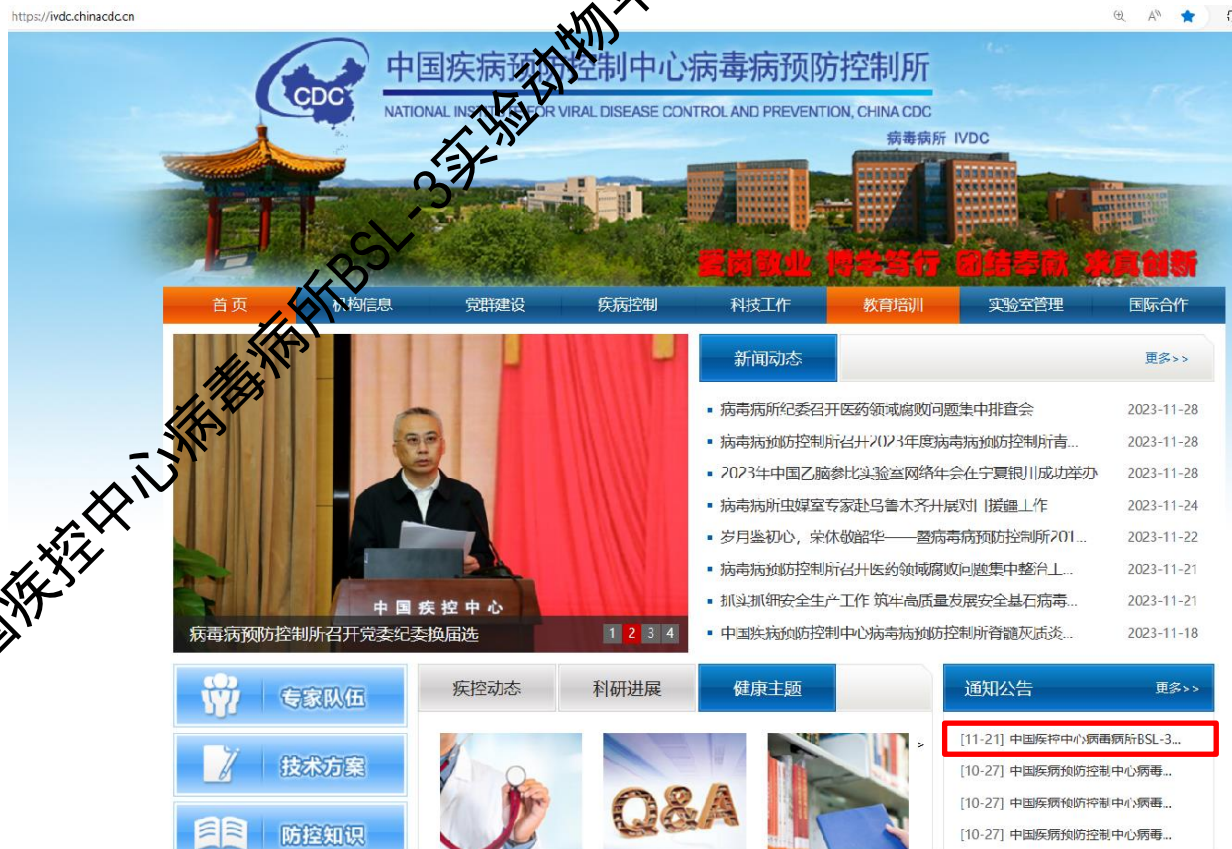 https://ivdc.chinacdc.cn
CDC
中国疾病预防控制中心病毒病预防控制所
NATIONAL INSTITUTE FOR VIRAL DISEASE CONTROL AND PREVENTION, CHINA CDC
病毒病所 IVDC
爱岗敬业 博学笃行 团结奉献 求真创新
首页 机构信息 党群建设 疾病控制 科技工作 教育培训 实验室管理 国际合作
新闻动态 更多>>
病毒病所纪委召开医药领域腐败问题集中排查会 2023-11-28
病毒病预防控制所召开2023年度病毒病预防控制所青... 2023-11-28
2023年中国乙脑参比实验室网络年会在宁夏银川成功举办 2023-11-28
病毒病所虫媒室专家赴乌鲁木齐开展对口援疆工作 2023-11-24
岁月鉴初心，荣休敬韶华——暨病毒病预防控制所201... 2023-11-22
病毒病预防控制所召开医药领域腐败问题集中整治工... 2023-11-21
抓实抓细安全生产工作 筑牢高质量发展安全基石病毒... 2023-11-21
中国疾病预防控制中心病毒病预防控制所脊髓灰质炎... 2023-11-18
中国疾控中心
病毒病预防控制所召开党委纪委换届选
1 2 3 4
专家队伍
技术方案
防控知识
疾控动态 科研进展 健康主题
Q&A
>
通知公告 更多>>
[11-21] 中国疾控中心病毒病所BSL-3...
[10-27] 中国疾病预防控制中心病毒...
[10-27] 中国疾病预防控制中心病毒...
[10-27] 中国疾病预防控制中心病毒...
疾控中心病毒病所BSL-3实验动物